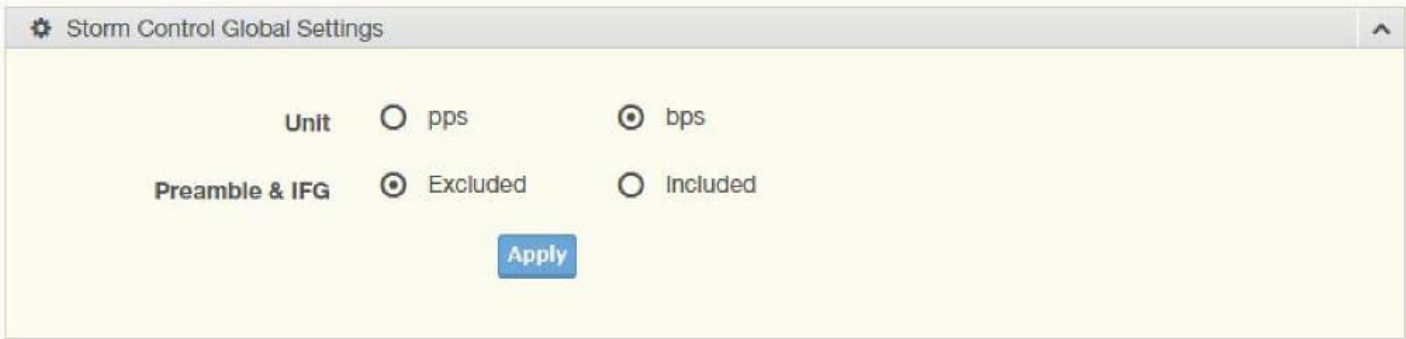 Storm Control Global Settings
Unit pps bps
Preamble & IFG Excluded Included
Apply